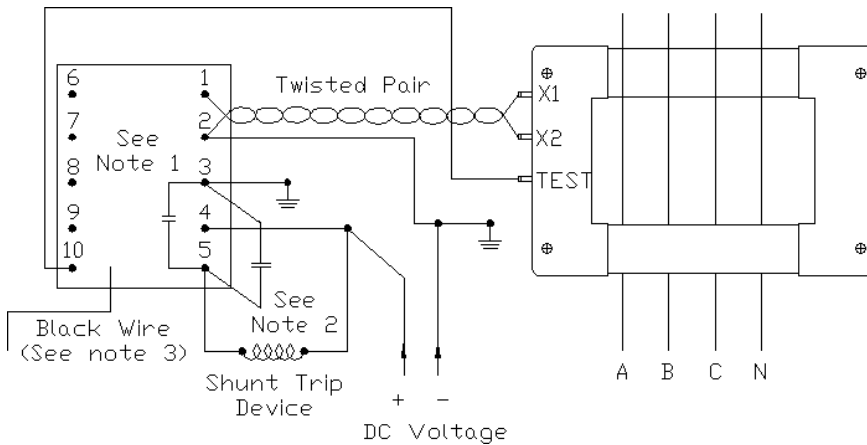 6
1
Twisted Pair
X1
7
2
X2
See
Note 1
8
3
TEST
9
4
10
5
See
Note 2
Black Wire
(See note 3)
Shunt Trip
Device
A B C N
+ −
DC Voltage